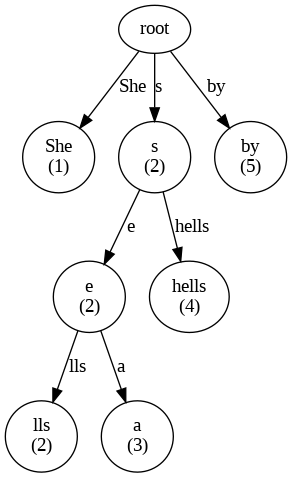 root
She
s
by
She
(1)
s
(2)
by
(5)
e
hells
e
(2)
hells
(4)
lls
a
lls
(2)
a
(3)